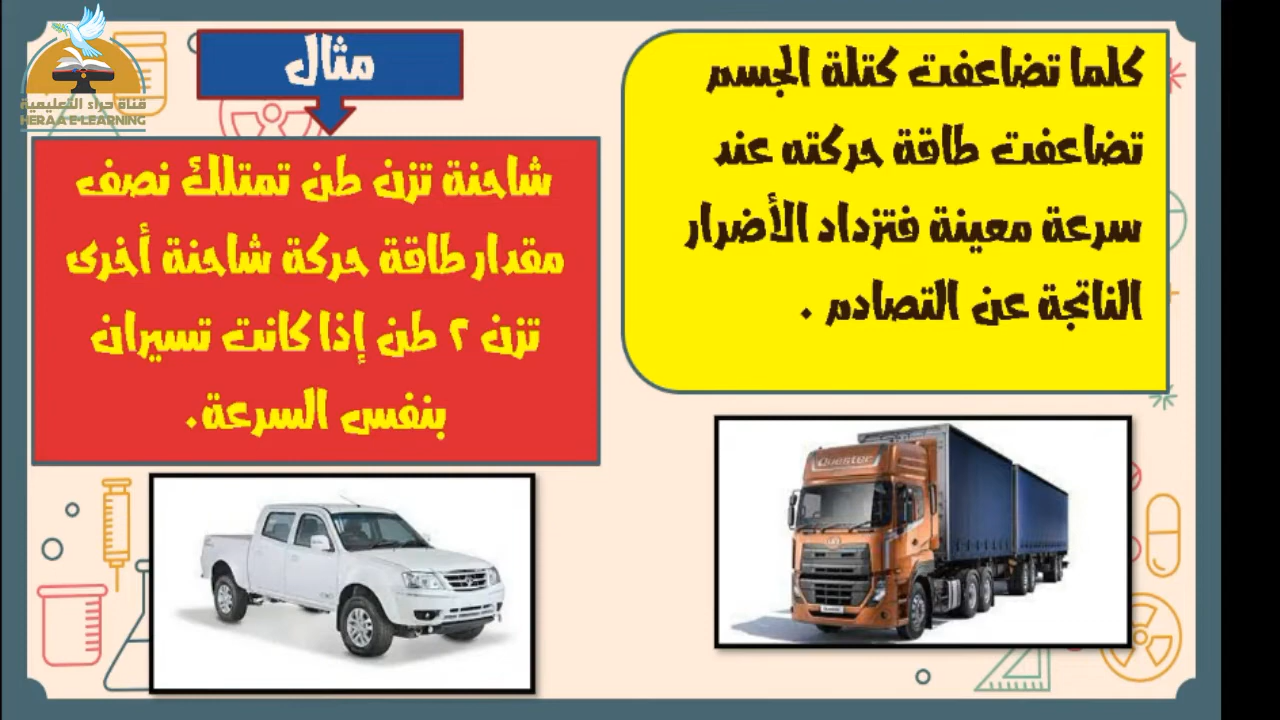 كلما تضاعفت كتلة الجسم
تضاعفت طاقة حركته عند
سرعة معينة فتزداد الأضرار
الناتجة عن التصادم .
مثال
شاحنة تزن طن تمتلك نصف
مقدار طاقة حركة شاحنة أخرى
تزن ٢ طن إذا كانت تسيران
بنفس السرعة.
قناة حراء التعليمية
HERAA E-LEARNING
Quester